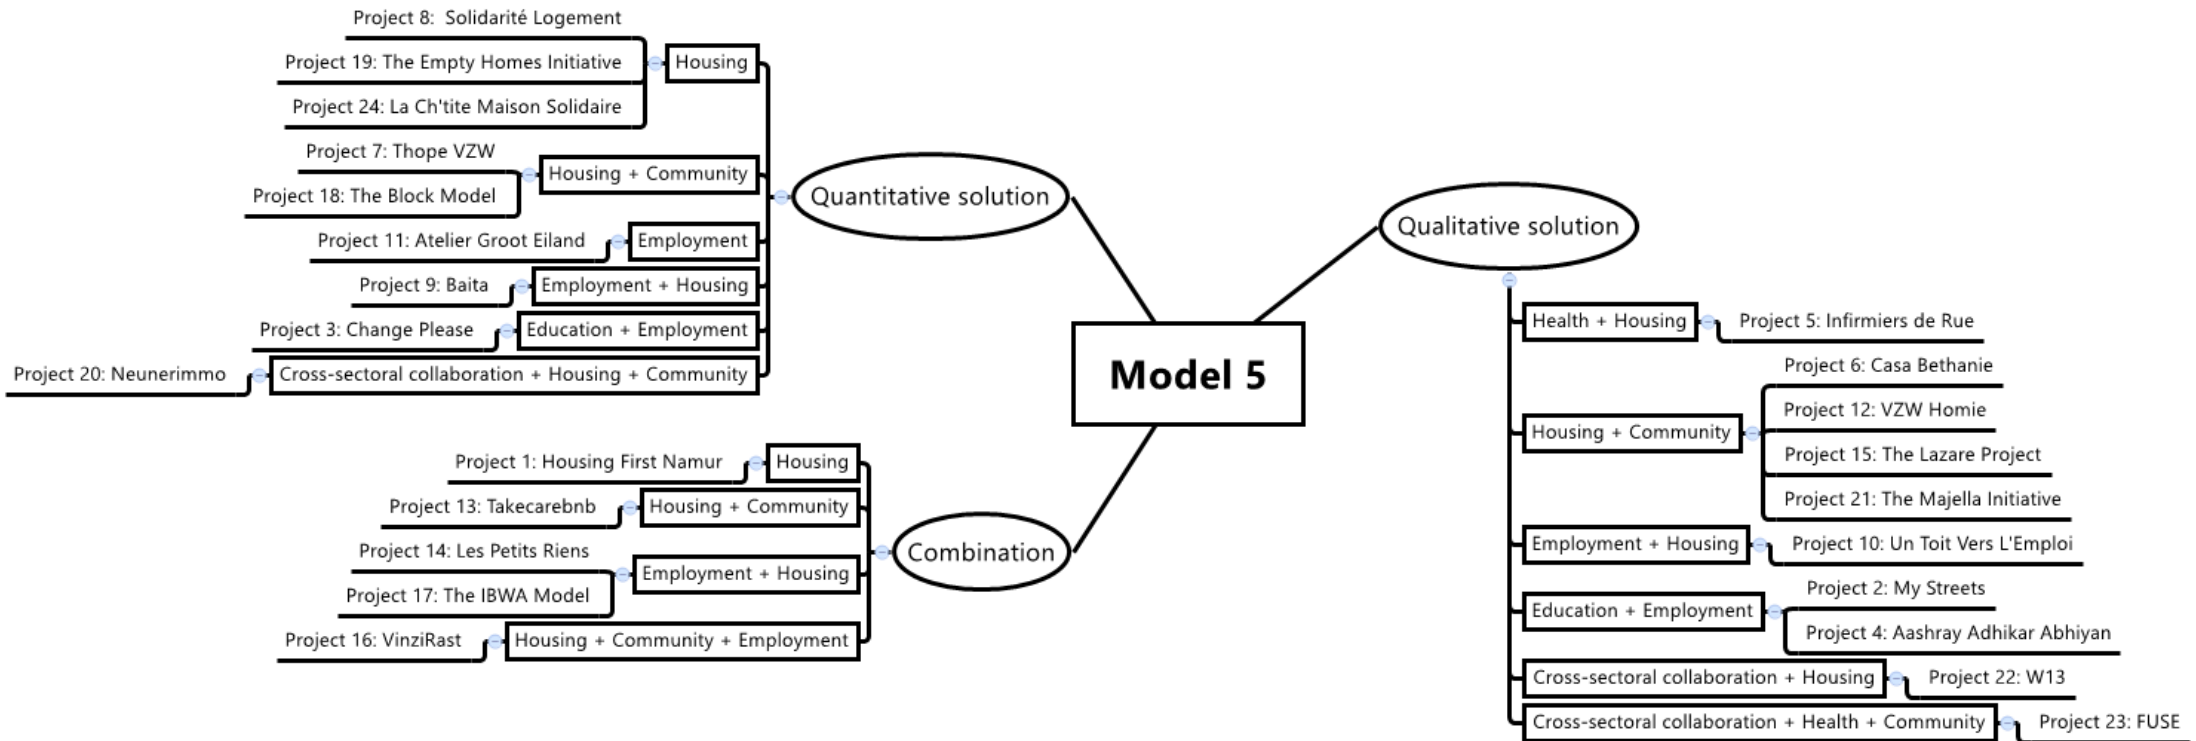 Model 5
Quantitative solution
Housing
Project 8: Solidarité Logement
Project 19: The Empty Homes Initiative
Project 24: La Ch'tite Maison Solidaire
Housing + Community
Project 7: Thope VZW
Project 18: The Block Model
Employment
Project 11: Atelier Groot Eiland
Employment + Housing
Project 9: Baita
Education + Employment
Project 3: Change Please
Cross-sectoral collaboration + Housing + Community
Project 20: Neunerimmo
Combination
Housing
Project 1: Housing First Namur
Housing + Community
Project 13: Takecarebnb
Employment + Housing
Project 14: Les Petits Riens
Project 17: The IBWA Model
Housing + Community + Employment
Project 16: VinziRast
Qualitative solution
Health + Housing
Project 5: Infirmiers de Rue
Housing + Community
Project 6: Casa Bethanie
Project 12: VZW Homie
Project 15: The Lazare Project
Project 21: The Majella Initiative
Employment + Housing
Project 10: Un Toit Vers L'Emploi
Education + Employment
Project 2: My Streets
Project 4: Aashray Adhikar Abhiyan
Cross-sectoral collaboration + Housing
Project 22: W13
Cross-sectoral collaboration + Health + Community
Project 23: FUSE